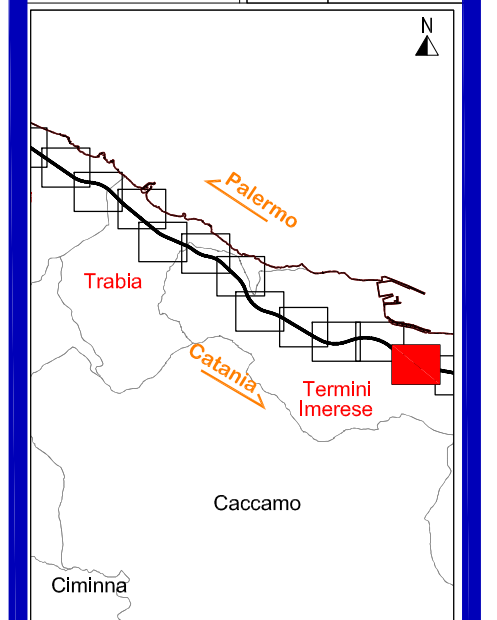 N
Palermo
Trabia
Catania
Termini
Imerese
Caccamo
Ciminna